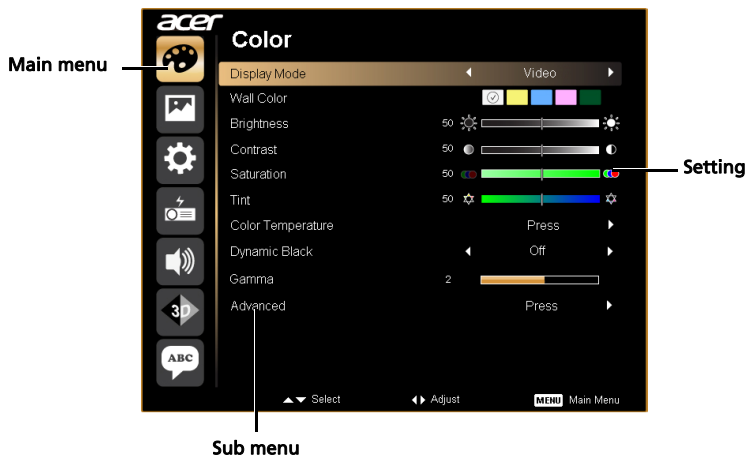 acer
Color
Main menu
Display Mode Video
Wall Color
Brightness 50
Contrast 50
Saturation 50
Setting
Tint 50
Color Temperature Press
Dynamic Black Off
Gamma 2
3D
Advanced Press
ABC
Select Adjust MENU Main Menu
Sub menu